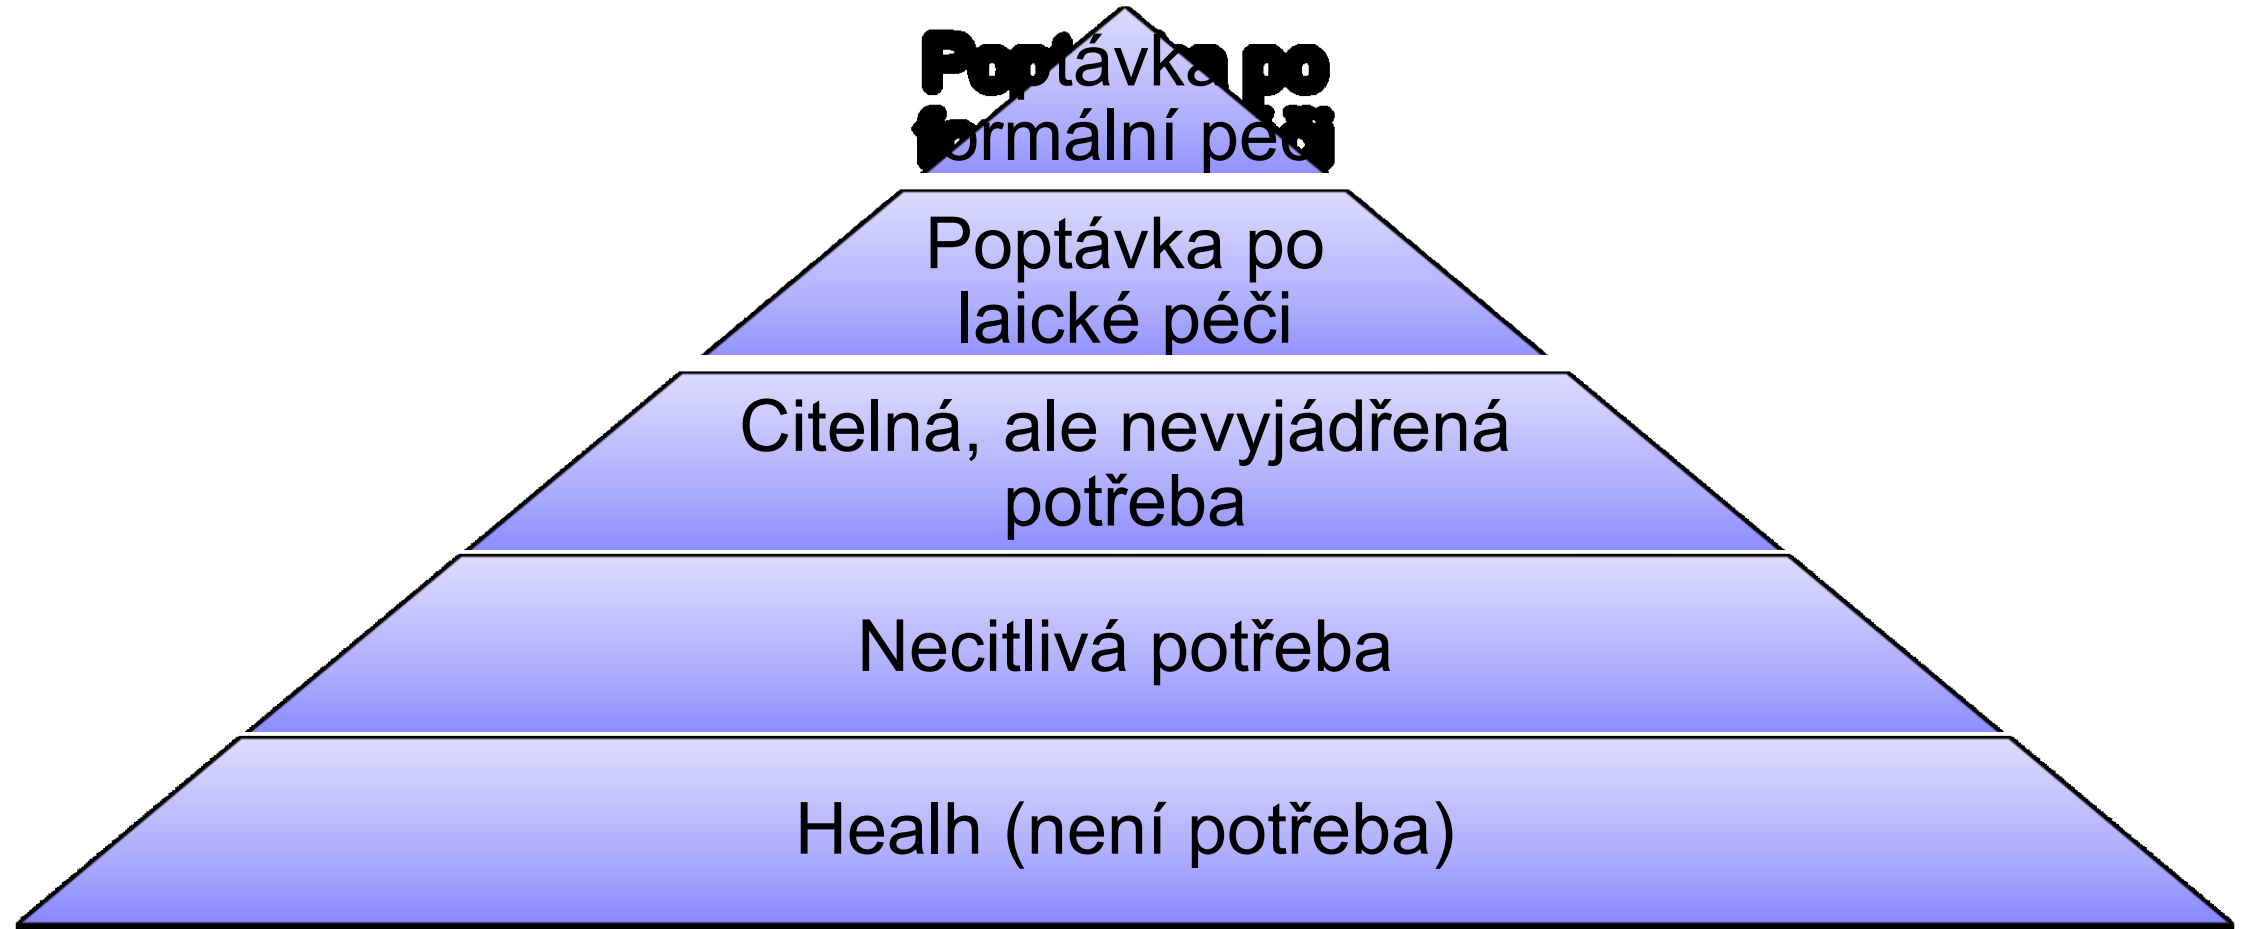 Poptávka po
formální péči
Poptávka po
laické péči
Citelná, ale nevyjádřená
potřeba
Necitlivá potřeba
Healh (není potřeba)